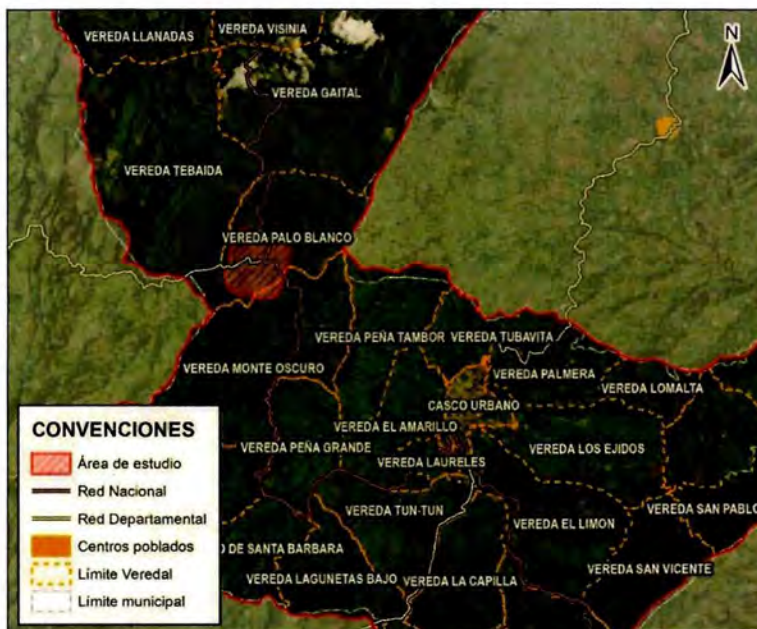 VEREDA LLANADAS
VEREDA VISINIA
N
VEREDA GAITAL
VEREDA TEBAIDA
VEREDA PALO BLANCO
VEREDA PEÑA TAMBOR
VEREDA TUBAVITA
VEREDA MONTE OSCURO
VEREDA PALMERA
VEREDA LOMALTA
CASCO URBANO
VEREDA EL AMARILLO
VEREDA PEÑA GRANDE
VEREDA LOS EJIDOS
VEREDA LAURELES
VEREDA TUN-TUN
VEREDA SAN PABLO
VEREDA EL LIMON
O DE SANTA BARBARA
VEREDA SAN VICENTE
VEREDA LAGUNETAS BAJO
VEREDA LA CAPILLA
CONVENCIONES
Área de estudio
Red Nacional
Red Departamental
Centros poblados
Límite Veredal
Límite municipal